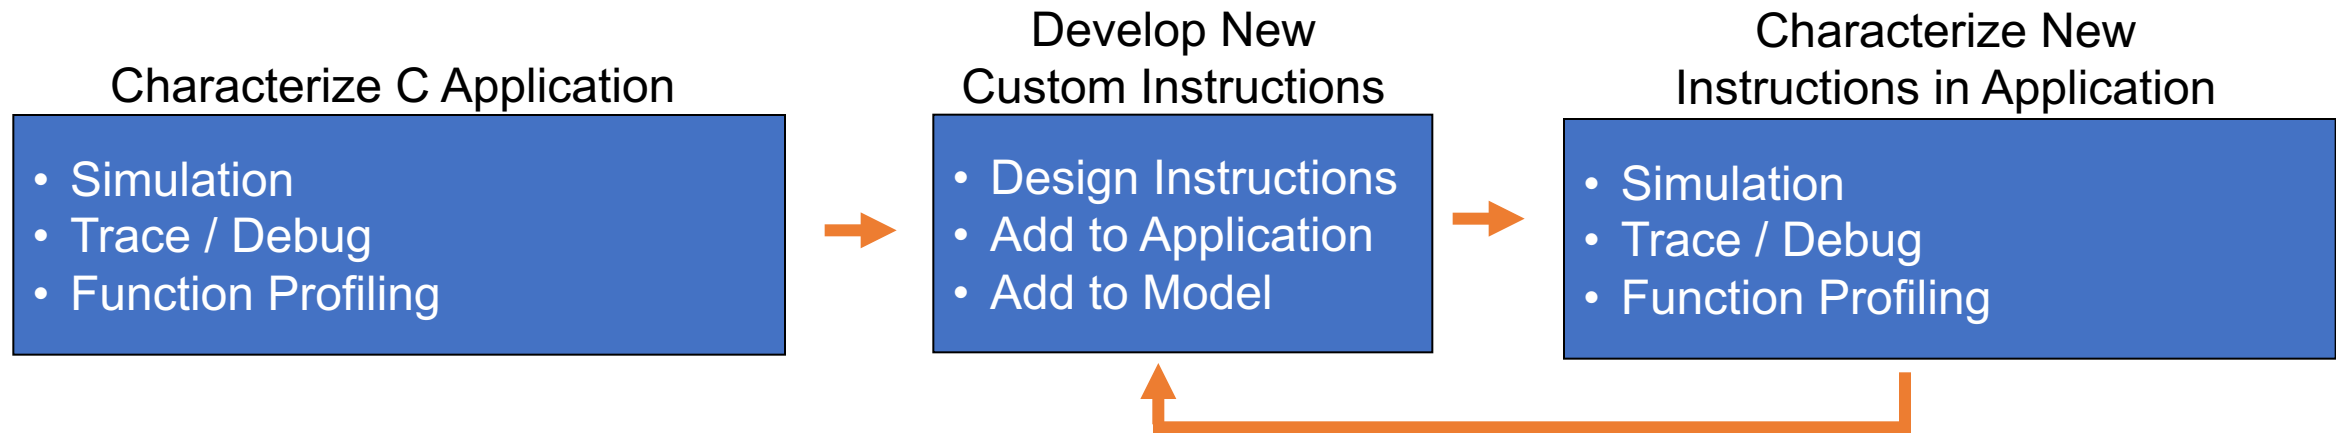 Characterize C Application
• Simulation
• Trace / Debug
• Function Profiling
Develop New
Custom Instructions
• Design Instructions
• Add to Application
• Add to Model
Characterize New
Instructions in Application
• Simulation
• Trace / Debug
• Function Profiling